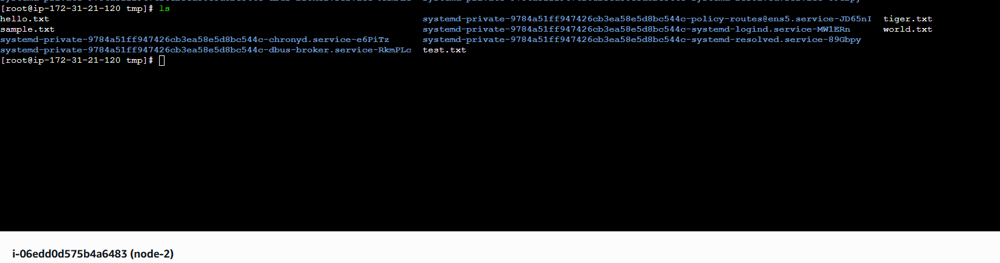 [root@ip-172-31-21-120 tmp]# ls
hello.txt systemd-private-9784a51ff947426cb3ea58e5d8bc544c-policy-routes@ens5.service-JD65nI tiger.txt
sample.txt systemd-private-9784a51ff947426cb3ea58e5d8bc544c-systemd-logind.service-MW1ERn world.txt
systemd-private-9784a51ff947426cb3ea58e5d8bc544c-chronyd.service-e6PiTz systemd-private-9784a51ff947426cb3ea58e5d8bc544c-systemd-resolved.service-89Gbpy
systemd-private-9784a51ff947426cb3ea58e5d8bc544c-dbus-broker.service-RkmPLc test.txt
[root@ip-172-31-21-120 tmp]#
i-06edd0d575b4a6483 (node-2)